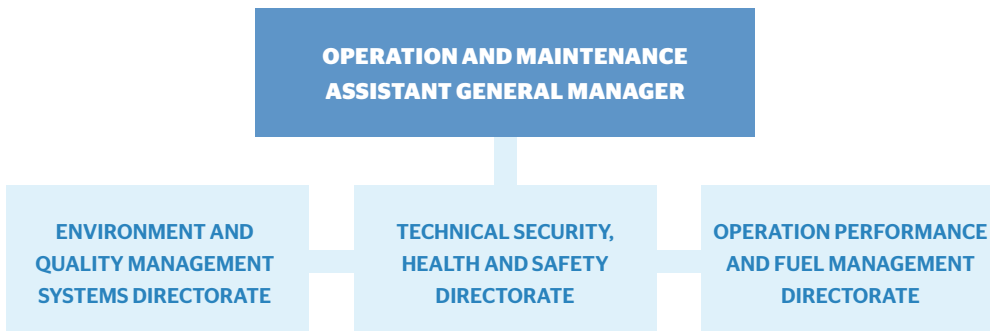 OPERATION AND MAINTENANCE
ASSISTANT GENERAL MANAGER
ENVIRONMENT AND
QUALITY MANAGEMENT
SYSTEMS DIRECTORATE
TECHNICAL SECURITY,
HEALTH AND SAFETY
DIRECTORATE
OPERATION PERFORMANCE
AND FUEL MANAGEMENT
DIRECTORATE